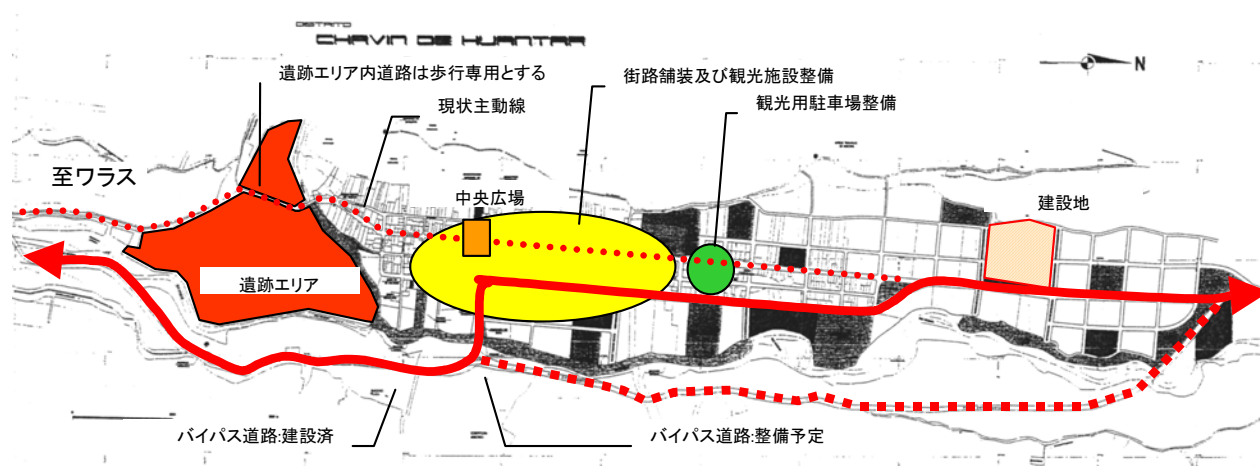 DISTRITO
CHAVIN DE HUANTAR
遺跡エリア内道路は歩行専用とする
街路舗装及び観光施設整備
N
現状主動線
観光用駐車場整備
至ワラス
中央広場
建設地
遺跡エリア
バイパス道路:建設済
バイパス道路:整備予定